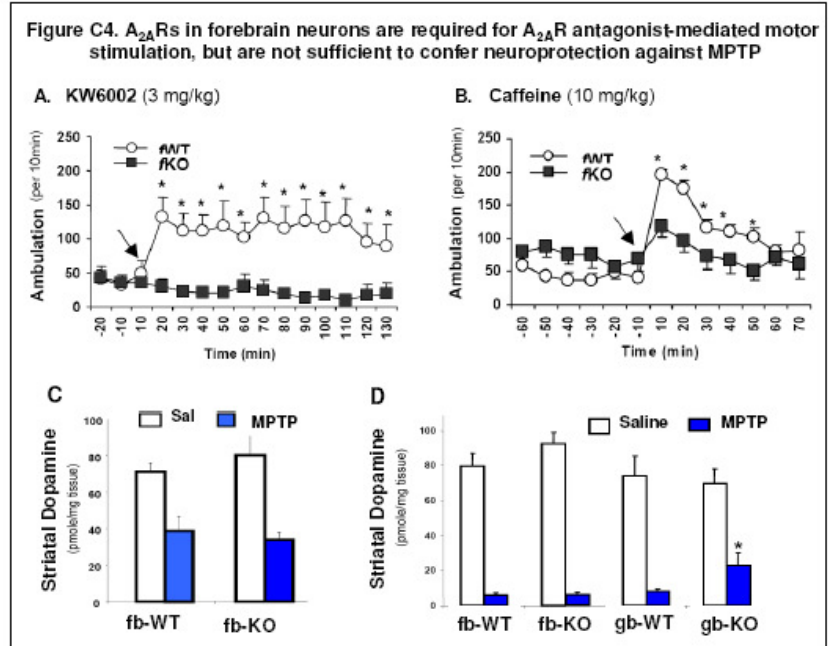 Figure C4. A2ARs in forebrain neurons are required for A2AR antagonist-mediated motor
stimulation, but are not sufficient to confer neuroprotection against MPTP
A. KW6002 (3 mg/kg)
250
200
150
100
50
0
Ambulation (per 10min)
fWT
fKO
* * * * * * * * * * * *
-20 -10 10 20 30 40 50 60 70 80 90 100 110 120 130
Time (min)
B. Caffeine (10 mg/kg)
250
200
150
100
50
0
Ambulation (per 10min)
fWT
fKO
* * * * *
-60 -50 -40 -30 -20 -10 10 20 30 40 50 60 70
Time (min)
C
Sal MPTP
100
80
60
40
20
0
Striatal Dopamine
(pmole/mg tissue)
fb-WT fb-KO
D
Saline MPTP
100
80
60
40
20
0
Striatal Dopamine
(pmole/mg tissue)
*
fb-WT fb-KO gb-WT gb-KO